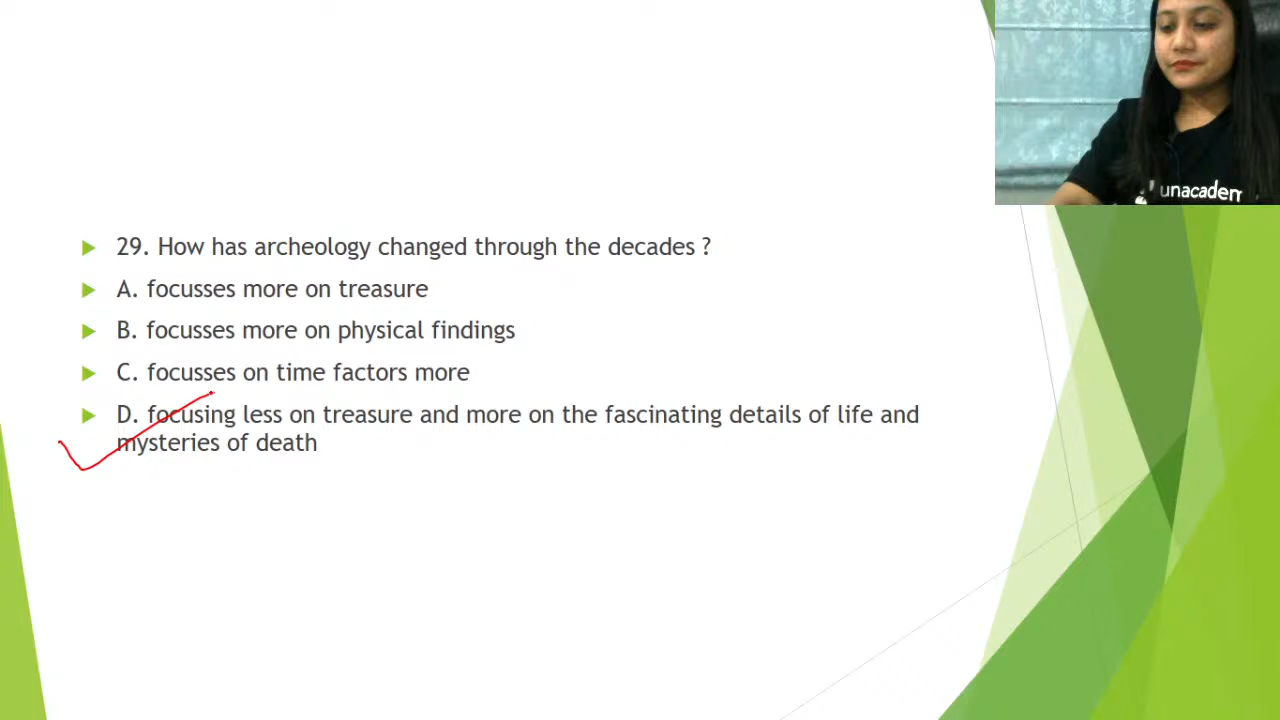 unacadem
29. How has archeology changed through the decades ?
A. focusses more on treasure
B. focusses more on physical findings
C. focusses on time factors more
D. focusing less on treasure and more on the fascinating details of life and
mysteries of death